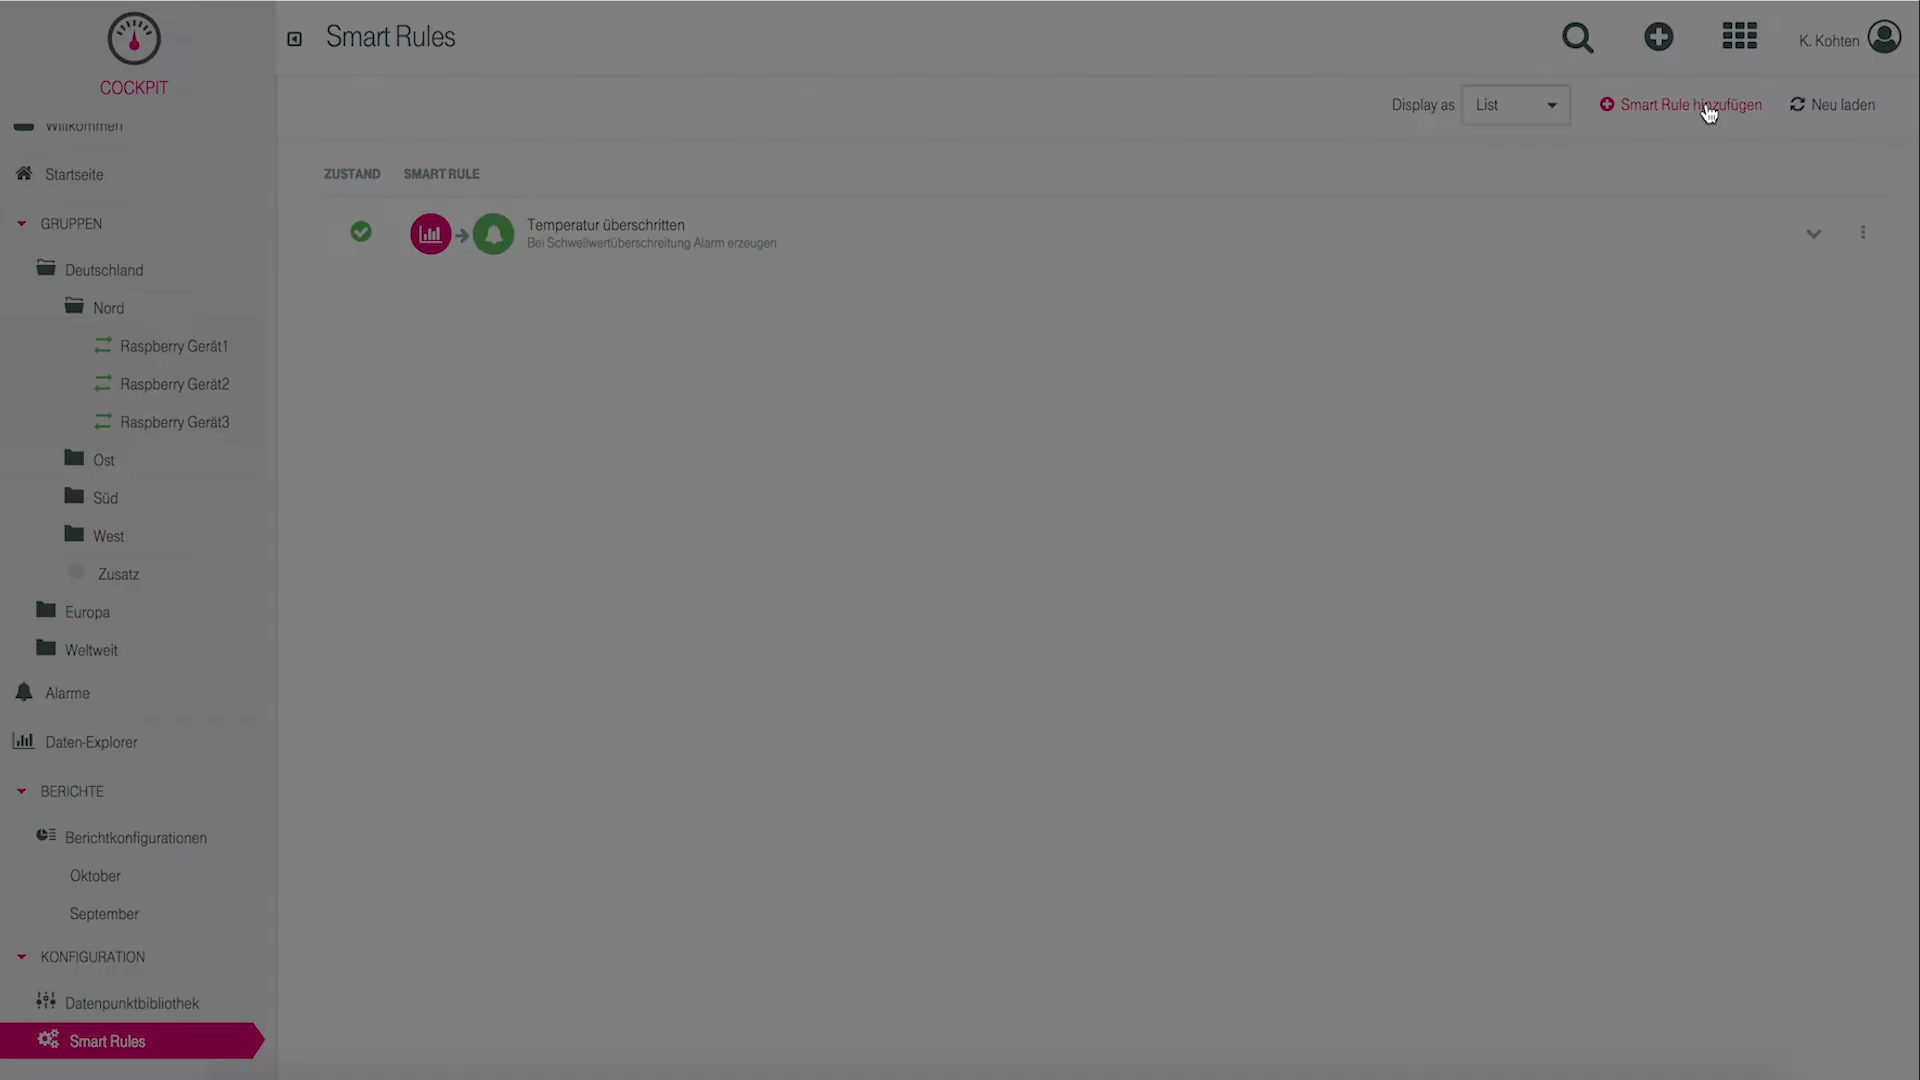 COCKPIT
Smart Rules
K. Kohten
Display as
List
Smart Rule hinzufügen
Neu laden
Willkommen
Startseite
GRUPPEN
Deutschland
Nord
Raspberry Gerät1
Raspberry Gerät2
Raspberry Gerät3
Ost
Süd
West
Zusatz
Europa
Weltweit
Alarme
Daten-Explorer
BERICHTE
Berichtkonfigurationen
Oktober
September
KONFIGURATION
Datenpunktbibliothek
Smart Rules
ZUSTAND
SMART RULE
Temperatur überschritten
Bei Schwellwertüberschreitung Alarm erzeugen